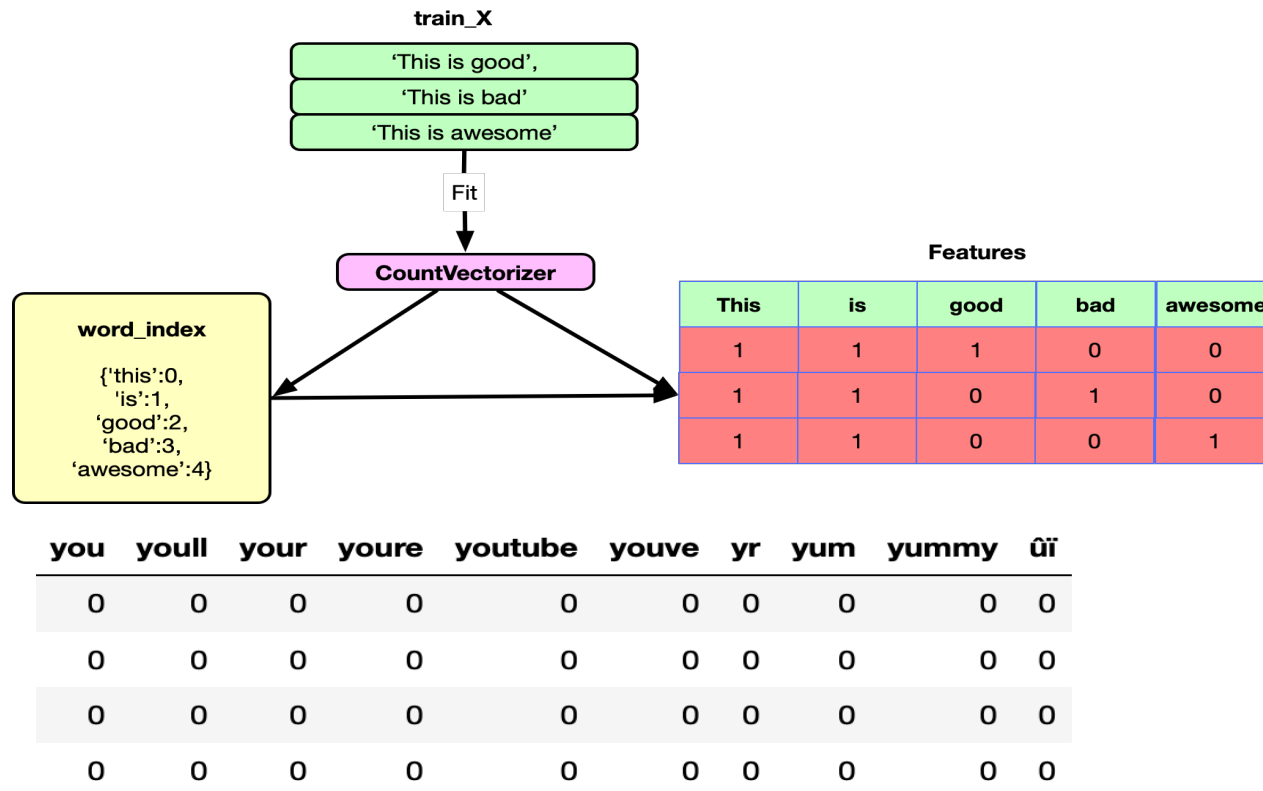 train_X
‘This is good’,
‘This is bad’
‘This is awesome’
Fit
CountVectorizer
word_index
{'this':0,
'is':1,
‘good’:2,
‘bad’:3,
‘awesome’:4}
Features
This is good bad awesome
1 1 1 0 0
1 1 0 1 0
1 1 0 0 1
you youll your youre youtube youve yr yum yummy ûï
0 0 0 0 0 0 0 0 0 0
0 0 0 0 0 0 0 0 0 0
0 0 0 0 0 0 0 0 0 0
0 0 0 0 0 0 0 0 0 0